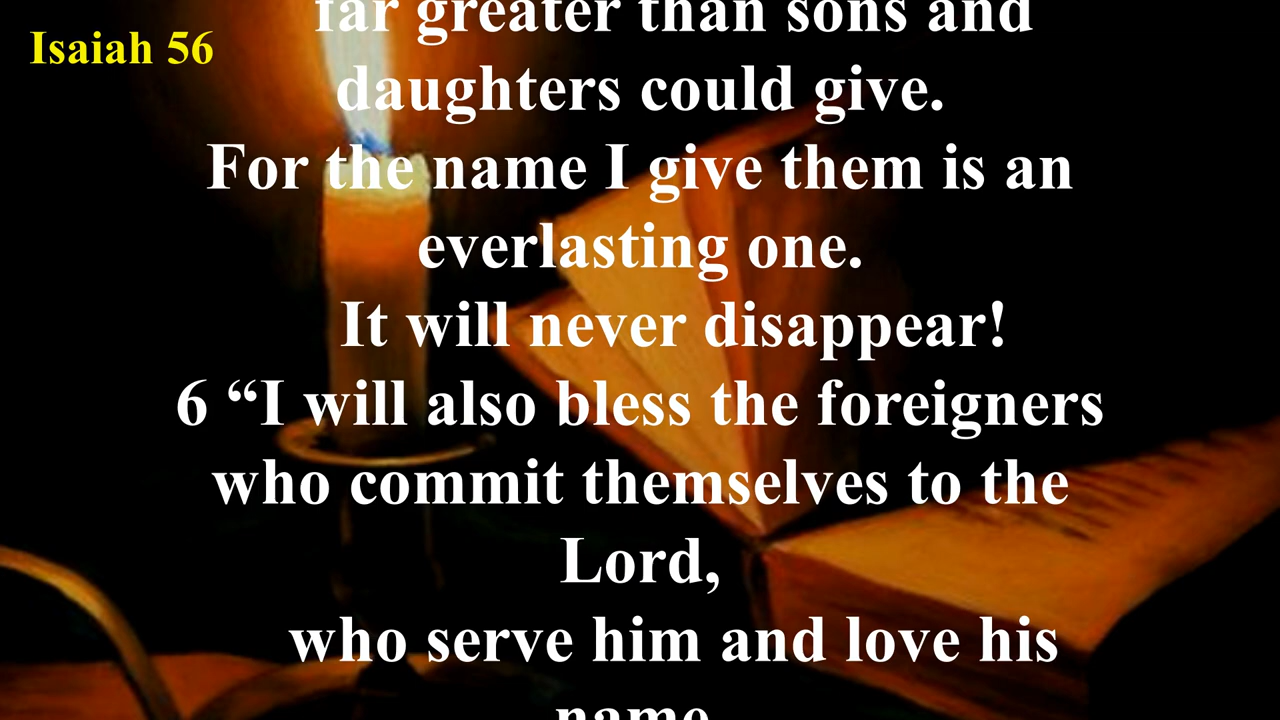 Isaiah 56
far greater than sons and
daughters could give.
For the name I give them is an
everlasting one.
It will never disappear!
6 “I will also bless the foreigners
who commit themselves to the
Lord,
who serve him and love his
name